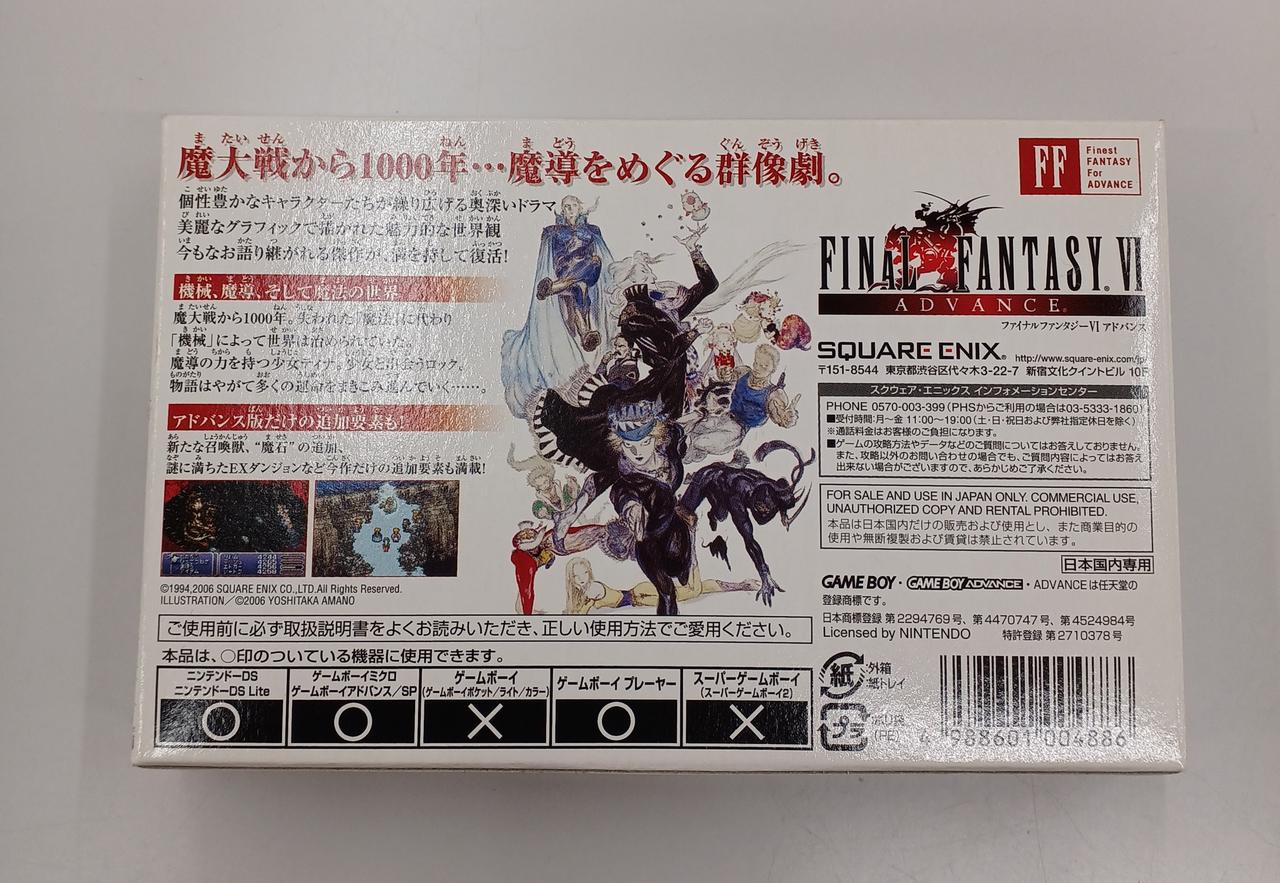 魔大戦から1000年…魔導をめぐる群像劇。
個性豊かなキャラクターたちが繰り広げる奥深いドラマ
美麗なグラフィックで描かれた魅力的な世界観
今もなお語り継がれる傑作が、満を持して復活!
機械、魔導、そして魔法の世界
魔大戦から1000年。失われた「魔法」に代わり
「機械」によって世界は治められていた。
魔導の力を持つ少女ティナ。少女と出会うロック。
物語はやがて多くの運命をまきこみ進んでいく……。
アドバンス版だけの追加要素も!
新たな召喚獣、“魔石”の追加、
謎に満ちたEXダンジョンなど今作だけの追加要素も満載!
©1994,2006 SQUARE ENIX CO.,LTD.All Rights Reserved.
ILLUSTRATION／©2006 YOSHITAKA AMANO
ご使用前に必ず取扱説明書をよくお読みいただき、正しい使用方法でご愛用ください。
本品は、○印のついている機器に使用できます。
ニンテンドーDS
ニンテンドーDS Lite
○
ゲームボーイミクロ
ゲームボーイアドバンス／SP
○
ゲームボーイ
(ゲームボーイポケット/ライト/カラー)
×
ゲームボーイ プレーヤー
○
スーパーゲームボーイ
(スーパーゲームボーイ2)
×
FF
Finest
FANTASY
For
ADVANCE
FINAL FANTASY VI
ADVANCE
ファイナルファンタジーVI アドバンス
SQUARE ENIX. http://www.square-enix.com/jp
〒151-8544 東京都渋谷区代々木3-22-7 新宿文化クイントビル 10F
スクウェア・エニックス インフォメーションセンター
PHONE 0570-003-399(PHSからご利用の場合は03-5333-1860)
■受付時間:月〜金 11:00〜19:00(土・日・祝日および弊社指定休日を除く)
※通話料金はお客様のご負担になります。
■ゲームの攻略方法やデータなどのご質問についてはお答えしておりません。
また、攻略以外のお問い合わせの場合でも、ご質問内容によってはお答え
出来ない場合がございますので、あらかじめご了承ください。
FOR SALE AND USE IN JAPAN ONLY. COMMERCIAL USE,
UNAUTHORIZED COPY AND RENTAL PROHIBITED.
本品は日本国内だけの販売および使用とし、また商業目的の
使用や無断複製および賃貸は禁止されています。
日本国内専用
GAME BOY・GAME BOY ADVANCE・ADVANCEは任天堂の
登録商標です。
日本商標登録 第2294769号、第4470747号、第4524984号
Licensed by NINTENDO 特許登録 第2710378号
紙
外箱
紙トレイ
プラ
ポリ袋
(PE)
4 988601 004886